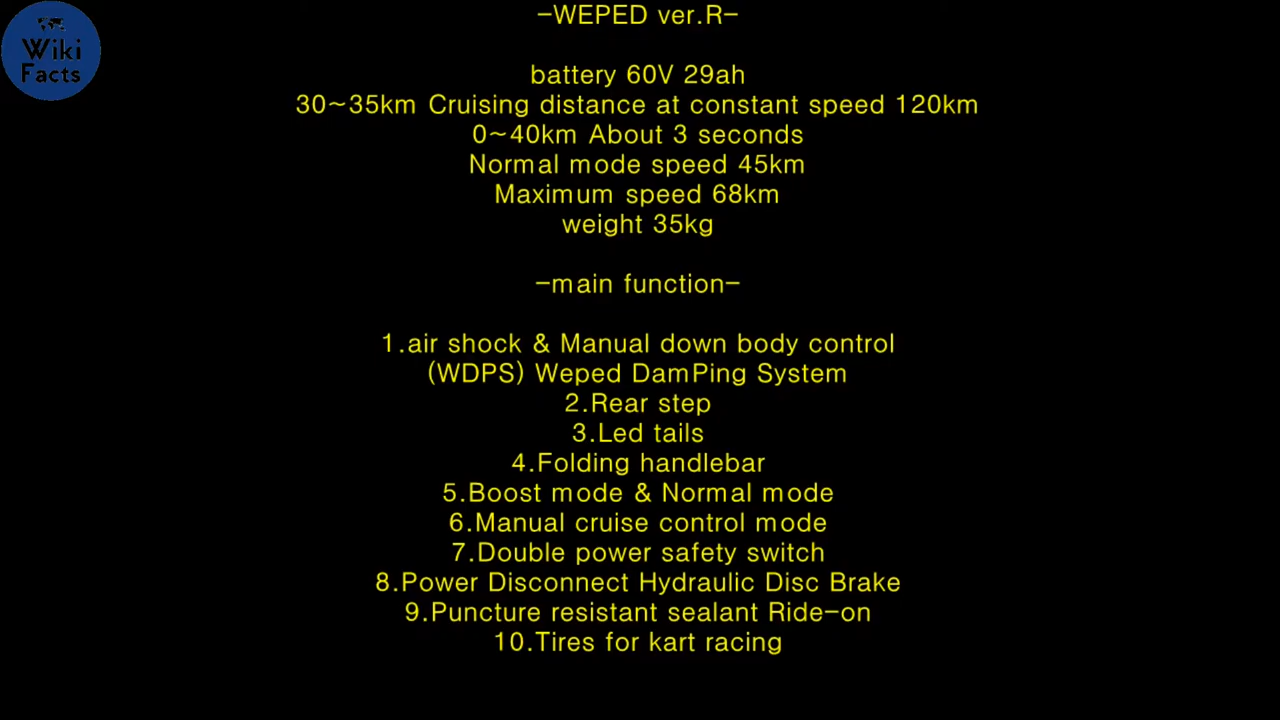 Wiki
Facts
-WEPED ver.R-
battery 60V 29ah
30~35km Cruising distance at constant speed 120km
0~40km About 3 seconds
Normal mode speed 45km
Maximum speed 68km
weight 35kg
-main function-
1.air shock & Manual down body control
(WDPS) Weped DamPing System
2.Rear step
3.Led tails
4.Folding handlebar
5.Boost mode & Normal mode
6.Manual cruise control mode
7.Double power safety switch
8.Power Disconnect Hydraulic Disc Brake
9.Puncture resistant sealant Ride-on
10.Tires for kart racing